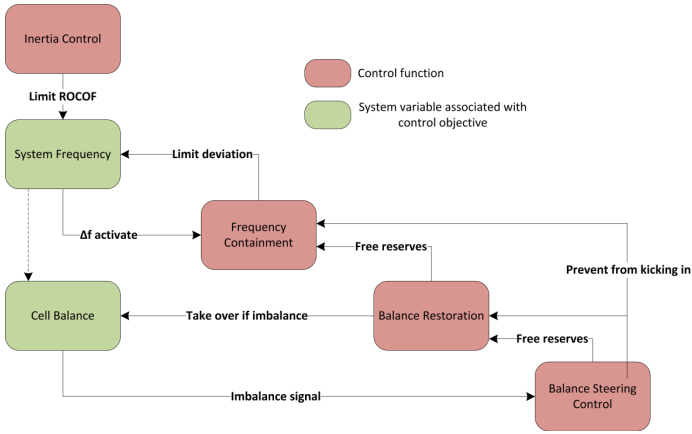 Inertia Control
Control function
Limit ROCOF
System variable associated with
control objective
System Frequency
Limit deviation
Δf activate
Frequency
Containment
Free reserves
Prevent from kicking in
Cell Balance
Take over if imbalance
Balance Restoration
Free reserves
Imbalance signal
Balance Steering
Control